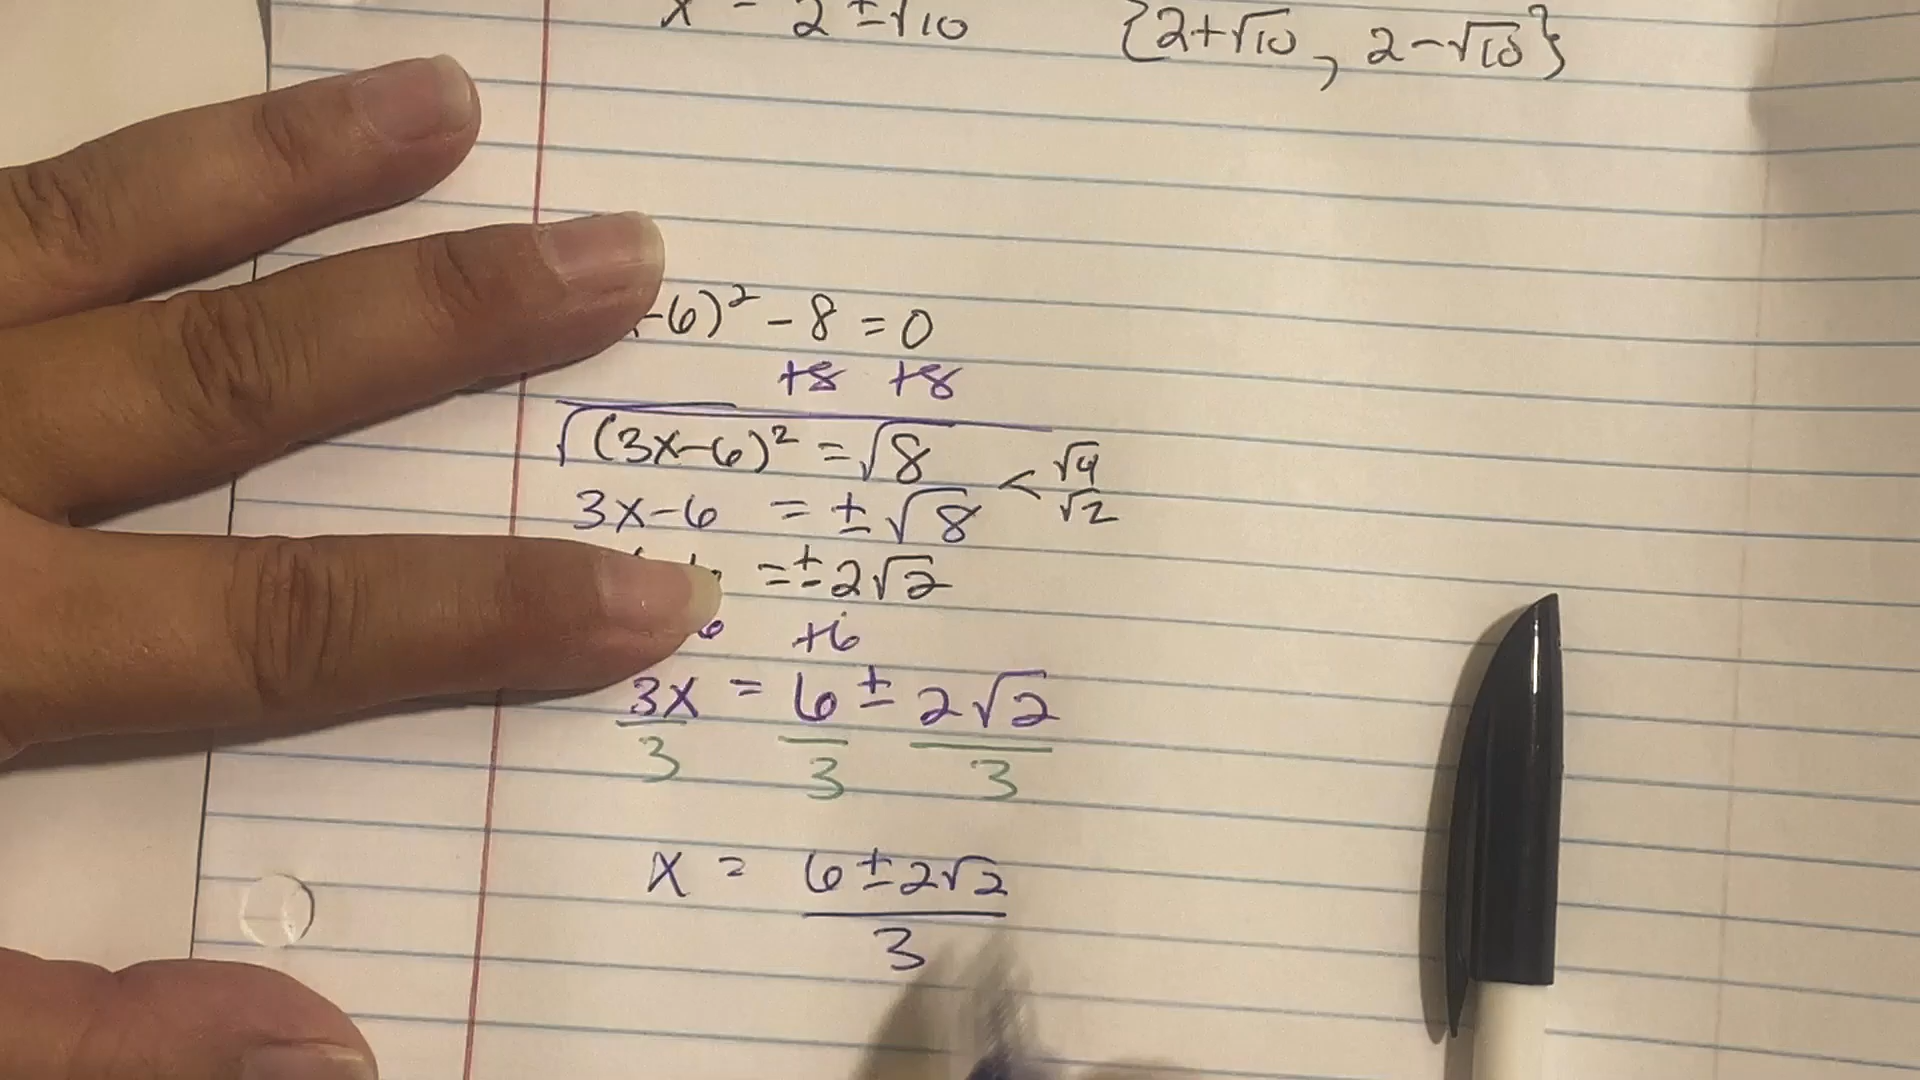 x = 2 ±√10 {2+√10, 2-√10}
-6)² - 8 = 0
+8 +8
√(3x-6)² = √8 < √4
√2
3x-6 = ±√8
= ±2√2
6 +6
3x = 6 ± 2√2
3 3 3
x = 6 ± 2√2
3